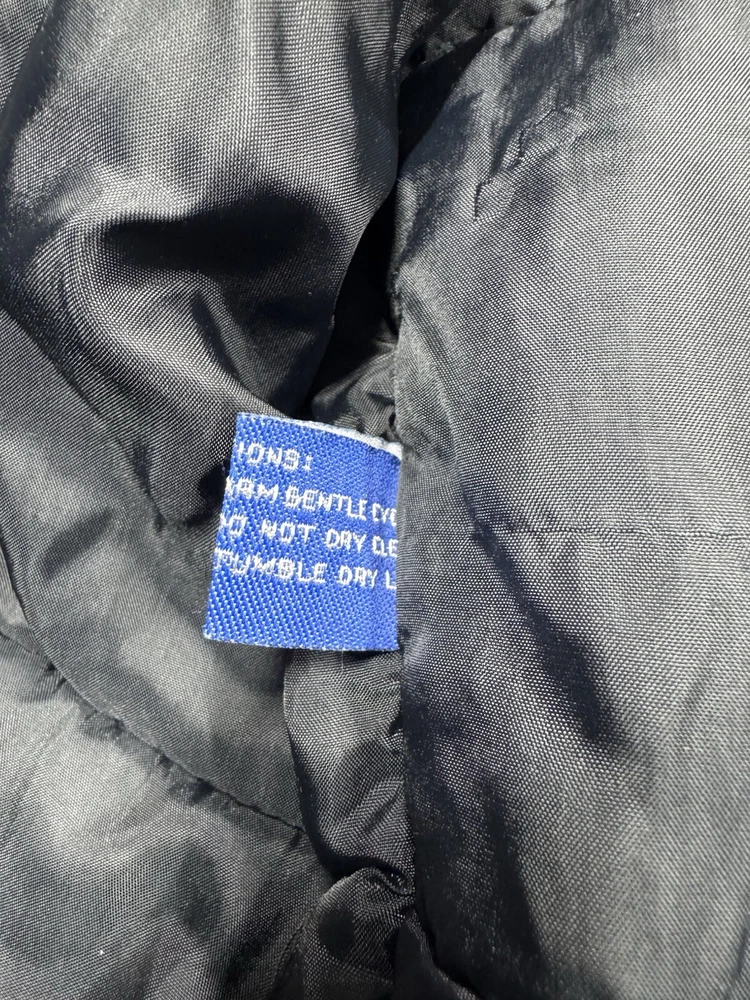 IONS:
ARM GENTLE CYC
DO NOT DRY CLE
TUMBLE DRY L